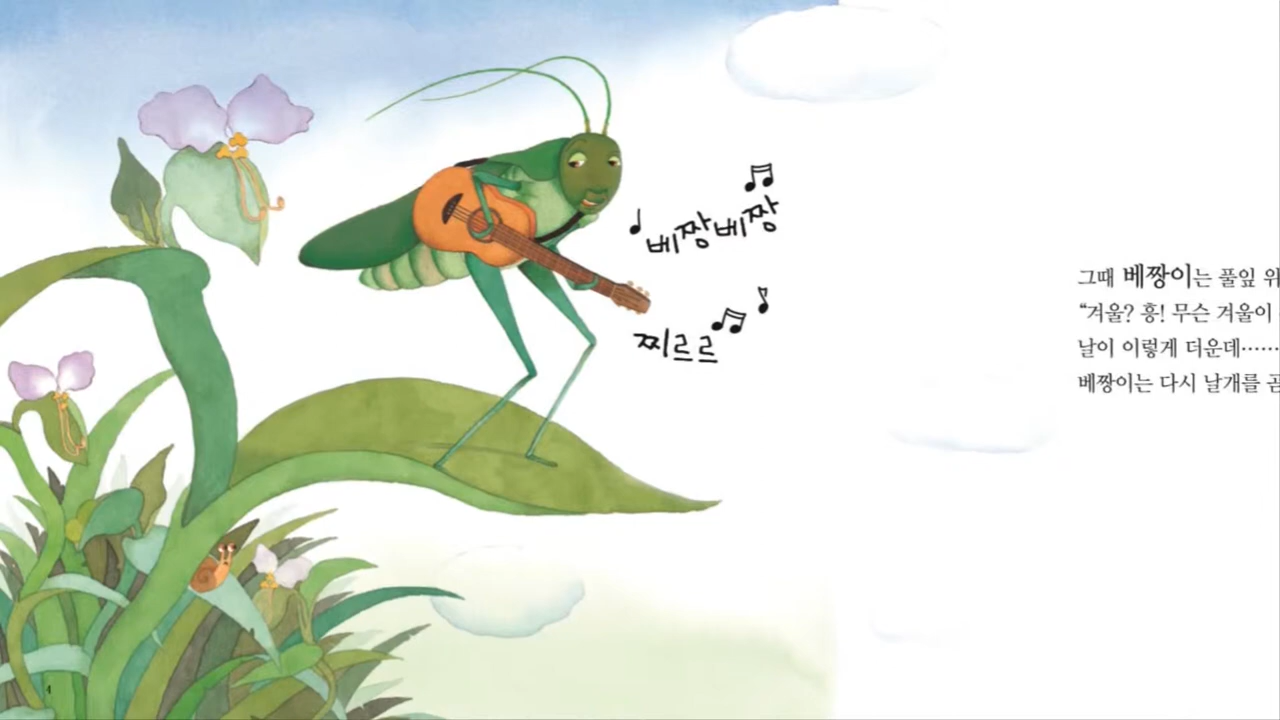 베짱베짱
찌르르
그때 베짱이는 풀잎 위
“겨울? 흥! 무슨 겨울이
날이 이렇게 더운데……
베짱이는 다시 날개를 곧
4